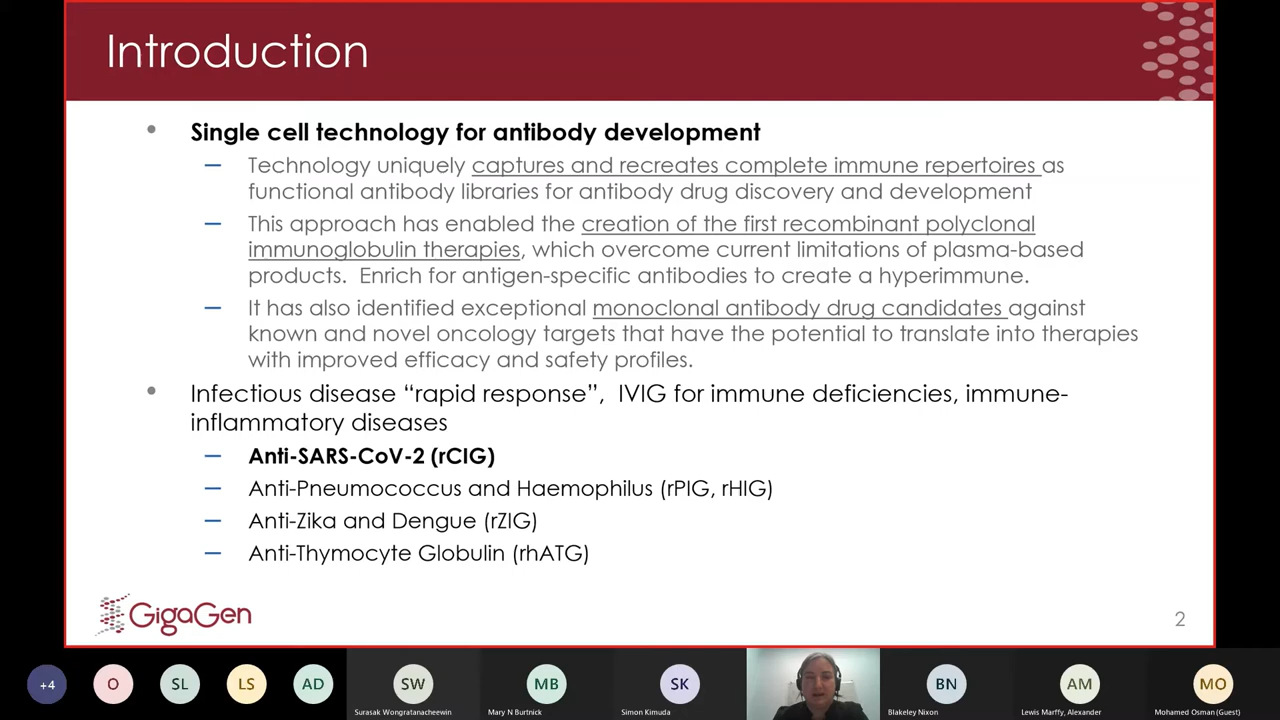 Introduction
• Single cell technology for antibody development
– Technology uniquely captures and recreates complete immune repertoires as
functional antibody libraries for antibody drug discovery and development
– This approach has enabled the creation of the first recombinant polyclonal
immunoglobulin therapies, which overcome current limitations of plasma-based
products. Enrich for antigen-specific antibodies to create a hyperimmune.
– It has also identified exceptional monoclonal antibody drug candidates against
known and novel oncology targets that have the potential to translate into therapies
with improved efficacy and safety profiles.
• Infectious disease “rapid response”, IVIG for immune deficiencies, immune-
inflammatory diseases
– Anti-SARS-CoV-2 (rCIG)
– Anti-Pneumococcus and Haemophilus (rPIG, rHIG)
– Anti-Zika and Dengue (rZIG)
– Anti-Thymocyte Globulin (rhATG)
GigaGen
2
+4
O
SL
LS
AD
SW
MB
SK
BN
AM
MO
Surasak Wongratanacheewin
Mary N Burtnick
Simon Kimuda
Blakeley Nixon
Lewis Marffy, Alexander
Mohamed Osman (Guest)